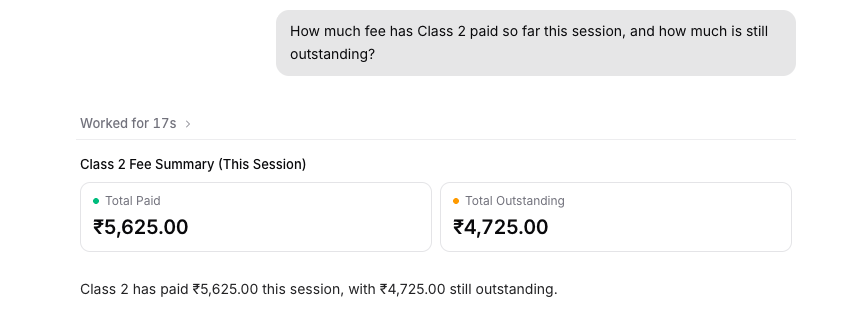 How much fee has Class 2 paid so far this session, and how much is still
outstanding?
Worked for 17s
Class 2 Fee Summary (This Session)
Total Paid
₹5,625.00
Total Outstanding
₹4,725.00
Class 2 has paid ₹5,625.00 this session, with ₹4,725.00 still outstanding.